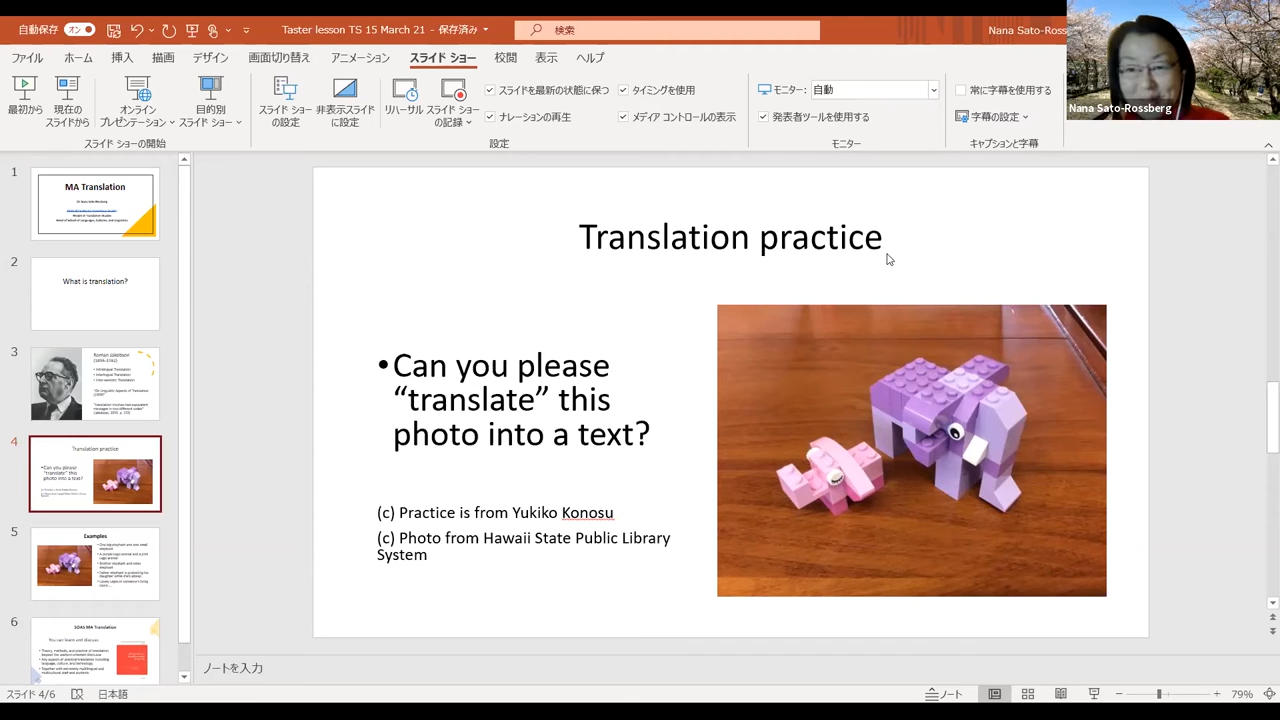 自動保存 オン
Taster lesson TS 15 March 21 - 保存済み
検索
Nana Sato-Ross
ファイル ホーム 挿入 描画 デザイン 画面切り替え アニメーション スライド ショー 校閲 表示 ヘルプ
最初から
現在の
スライドから
オンライン
プレゼンテーション
目的別
スライド ショー
スライド ショーの開始
スライド ショー
の設定
非表示スライド
に設定
リハーサル
スライド ショー
の記録
スライドを最新の状態に保つ
タイミングを使用
ナレーションの再生
メディア コントロールの表示
設定
モニター: 自動
発表者ツールを使用する
モニター
常に字幕を使用する
字幕の設定
キャプションと字幕
Nana Sato-Rossberg
1
MA Translation
2
What is translation?
3
Roman Jakobson
4
Translation practice
Can you please
"translate" this
photo into a text?
5
Examples
6
SOAS MA Translation
You can learn and discuss
Translation practice
•Can you please
“translate” this
photo into a text?
(c) Practice is from Yukiko Konosu
(c) Photo from Hawaii State Public Library
System
ノートを入力
スライド 4/6 日本語
ノート
79%